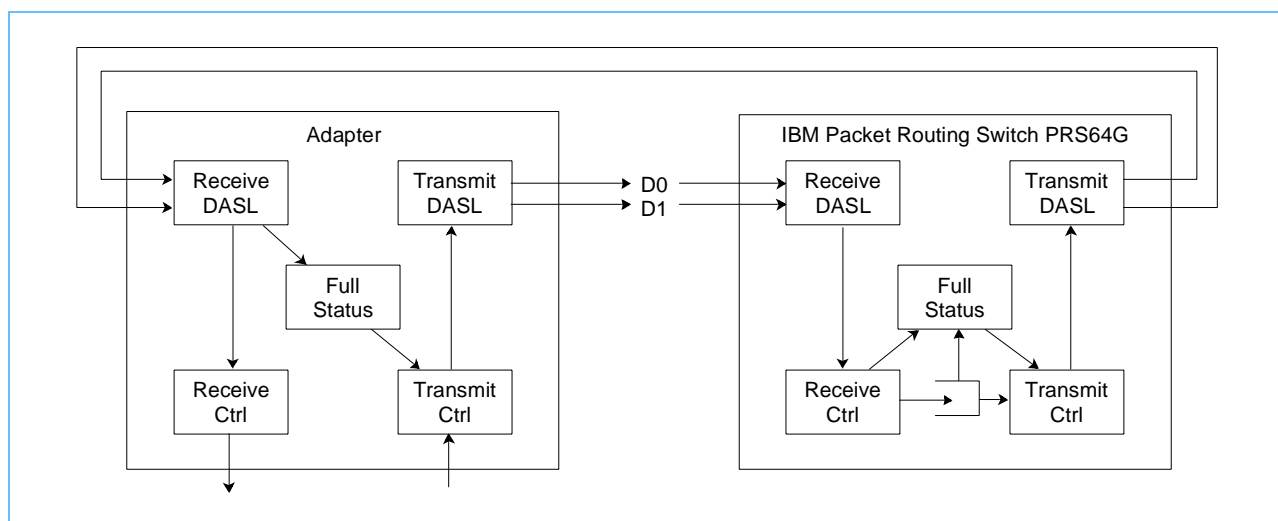 Adapter
IBM Packet Routing Switch PRS64G
Receive
DASL
Transmit
DASL
D0
D1
Receive
DASL
Transmit
DASL
Full
Status
Full
Status
Receive
Ctrl
Transmit
Ctrl
Receive
Ctrl
Transmit
Ctrl